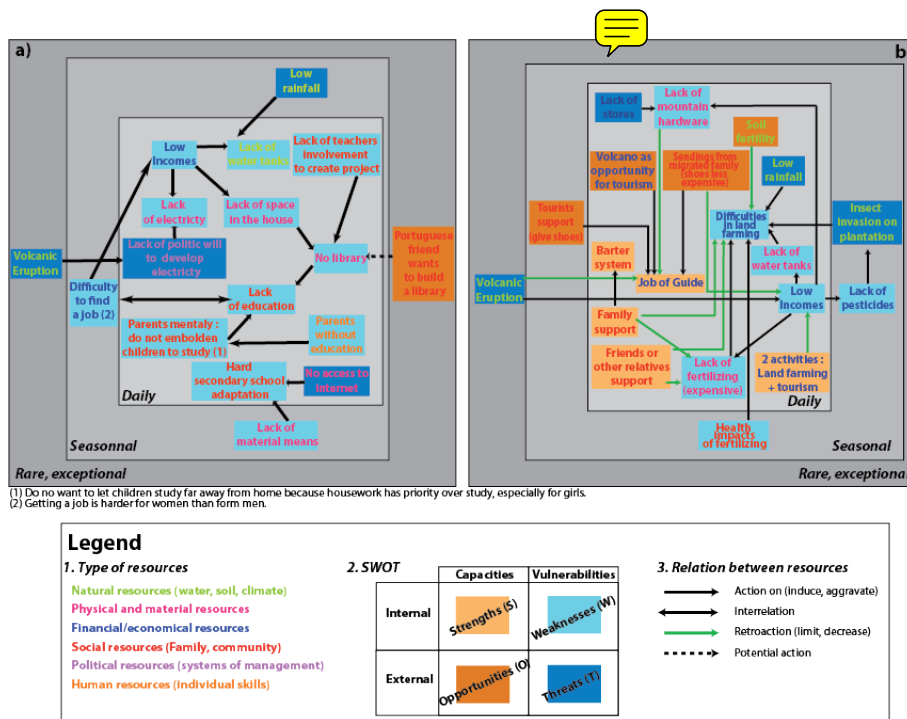 a)
Low
rainfall
Low
Incomes
Lack of
water tanks
Lack of teachers
involvement
to create project
Lack
of electricity
Lack of space
in the house
Lack of politic will
to develop
electricty
Volcanic
Eruption
No library
Portuguese
friend
wants
to build
a library
Difficulty
to find
a job (2)
Lack
of education
Parents mentaly :
do not embolden
children to study (1)
Parents
without
education
Hard
secondary school
adaptation
No access to
Internet
Daily
Lack of
material means
Seasonnal
Rare, exceptional
b
Lack of
stores
Lack of
mountain
hardware
Soil
fertility
Volcano as
opportunity
for tourism
Sendings from
migrated family
(shoes less
expensive)
Low
rainfall
Tourists
support
(give shoes)
Difficulties
in land
farming
Insect
invasion on
plantation
Barter
system
Lack of
water tanks
Volcanic
Eruption
Job of Guide
Low
Incomes
Lack of
pesticides
Family
support
Friends or
other relatives
support
Lack of
fertilizing
(expensive)
2 activities :
Land farming
+ tourism
Daily
Health
impacts
of fertilizing
Seasonal
Rare, exceptional
(1) Do no want to let children study far away from home because housework has priority over study, especially for girls.
(2) Getting a job is harder for women than form men.
Legend
1. Type of resources
Natural resources (water, soil, climate)
Physical and material resources
Financial/economical resources
Social resources (Family, community)
Political resources (systems of management)
Human resources (individual skills)
2. SWOT
Capacities
Vulnerabilities
Internal
Strengths (S)
Weaknesses (W)
External
Opportunities (O)
Threats (T)
3. Relation between resources
Action on (induce, aggravate)
Interrelation
Retroaction (limit, decrease)
Potential action